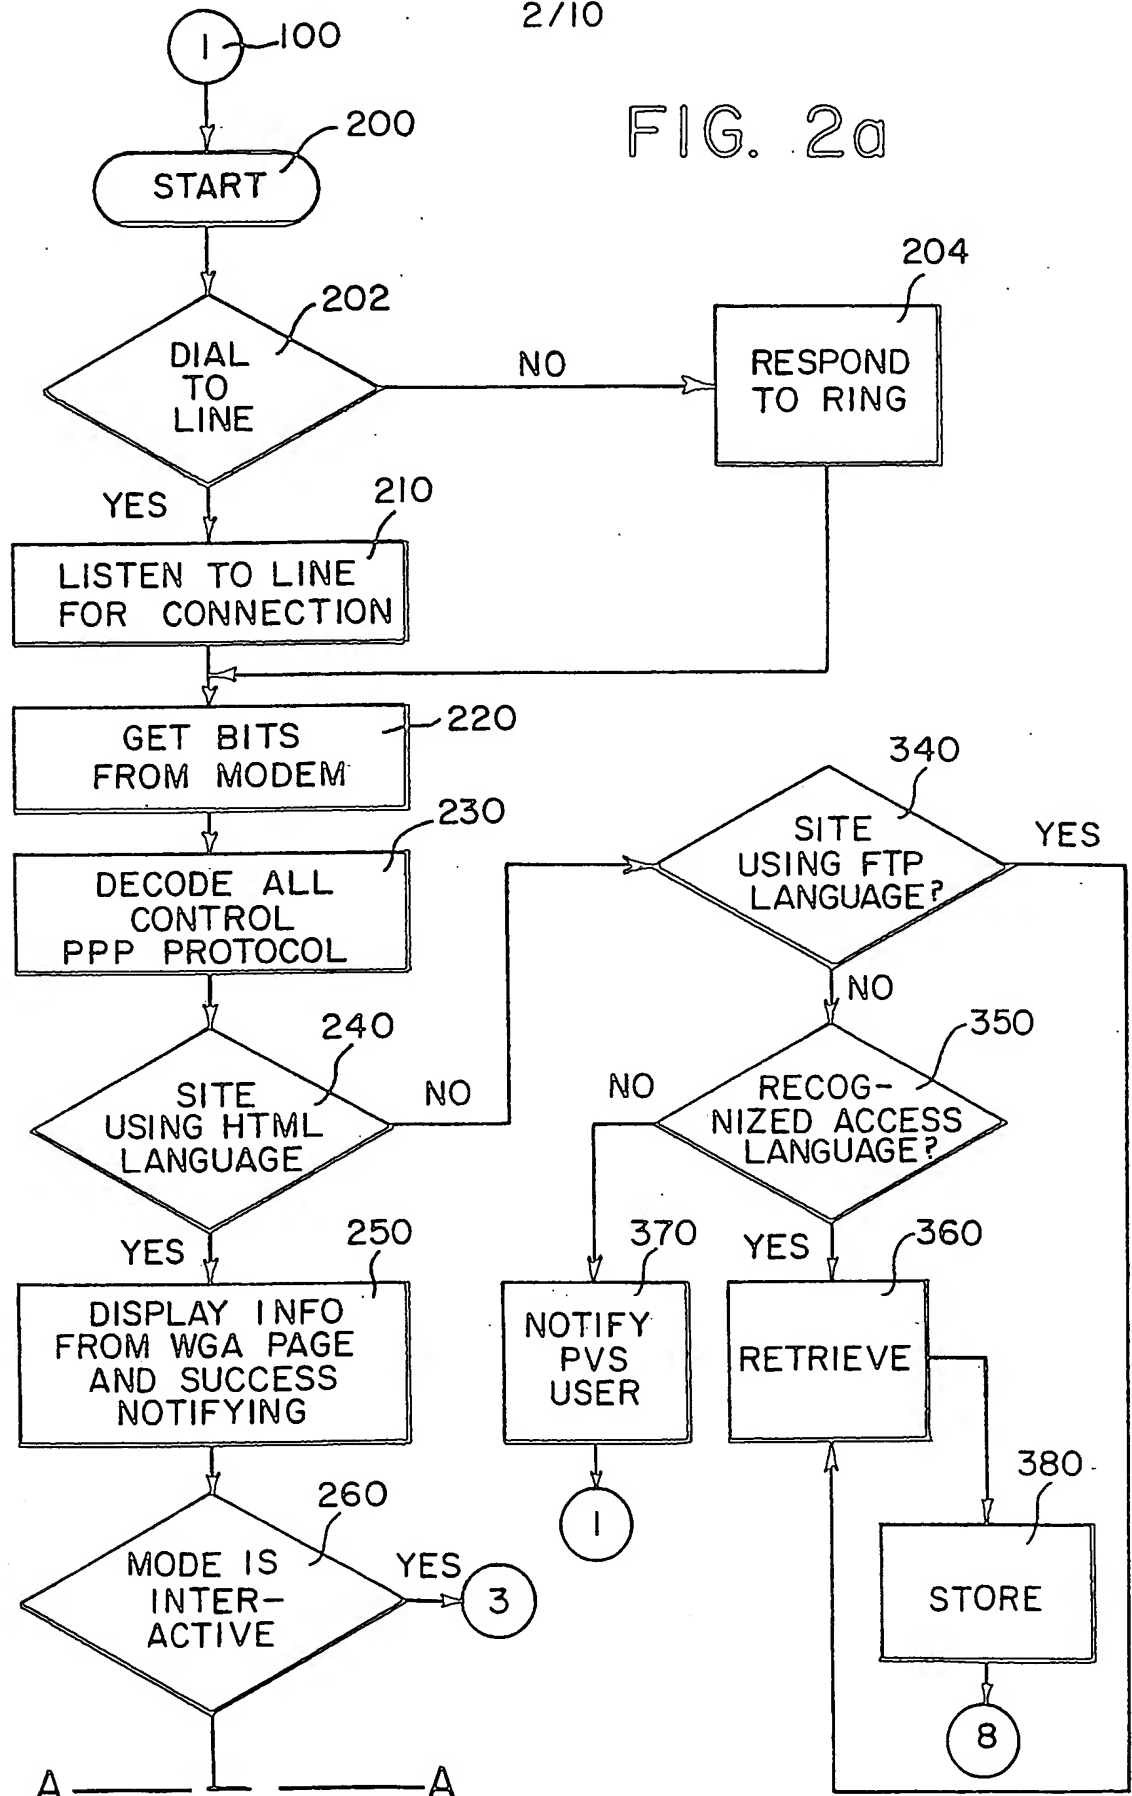 2/10
1
100
FIG. 2a
200
START
202
DIAL
TO
LINE
NO
204
RESPOND
TO RING
YES
210
LISTEN TO LINE
FOR CONNECTION
GET BITS
FROM MODEM
220
230
DECODE ALL
CONTROL
PPP PROTOCOL
240
SITE
USING HTML
LANGUAGE
NO
340
SITE
USING FTP
LANGUAGE?
YES
NO
350
RECOG-
NIZED ACCESS
LANGUAGE?
NO
YES
250
DISPLAY INFO
FROM WGA PAGE
AND SUCCESS
NOTIFYING
370
NOTIFY
PVS
USER
1
YES
360
RETRIEVE
260
MODE IS
INTER-
ACTIVE
YES
3
380
STORE
8
A
A